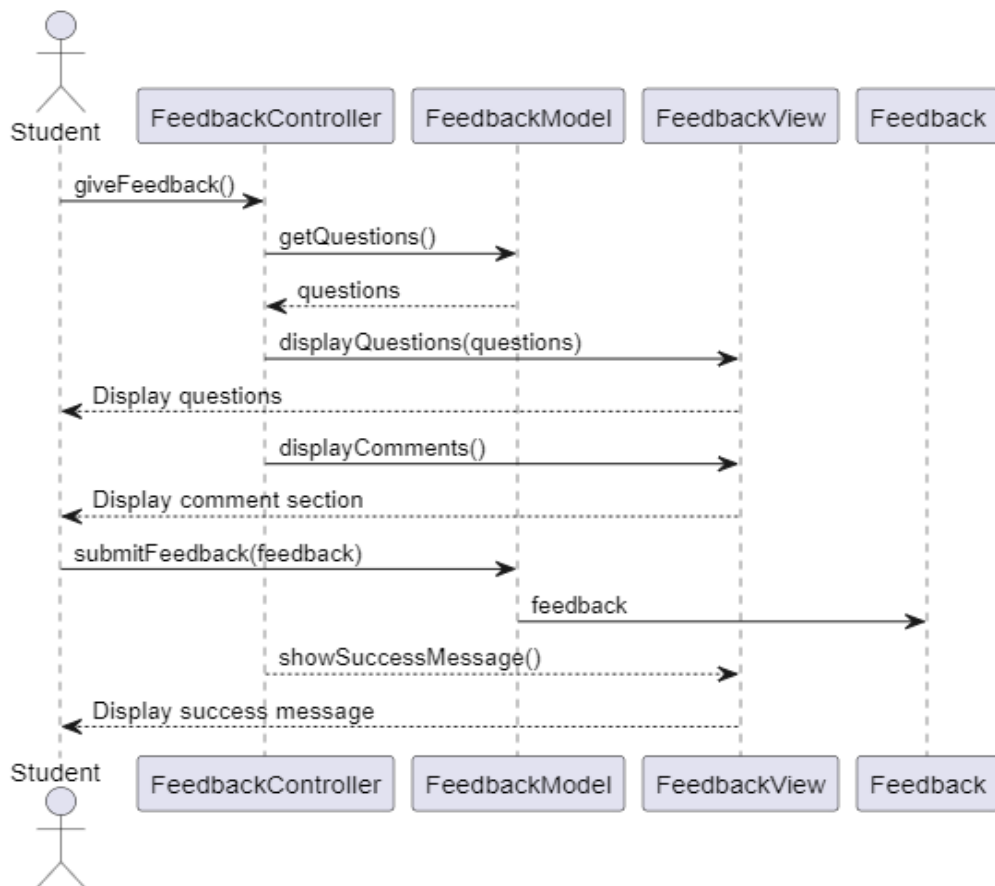 Student
FeedbackController
FeedbackModel
FeedbackView
Feedback
giveFeedback()
getQuestions()
questions
displayQuestions(questions)
Display questions
displayComments()
Display comment section
submitFeedback(feedback)
feedback
showSuccessMessage()
Display success message
Student
FeedbackController
FeedbackModel
FeedbackView
Feedback